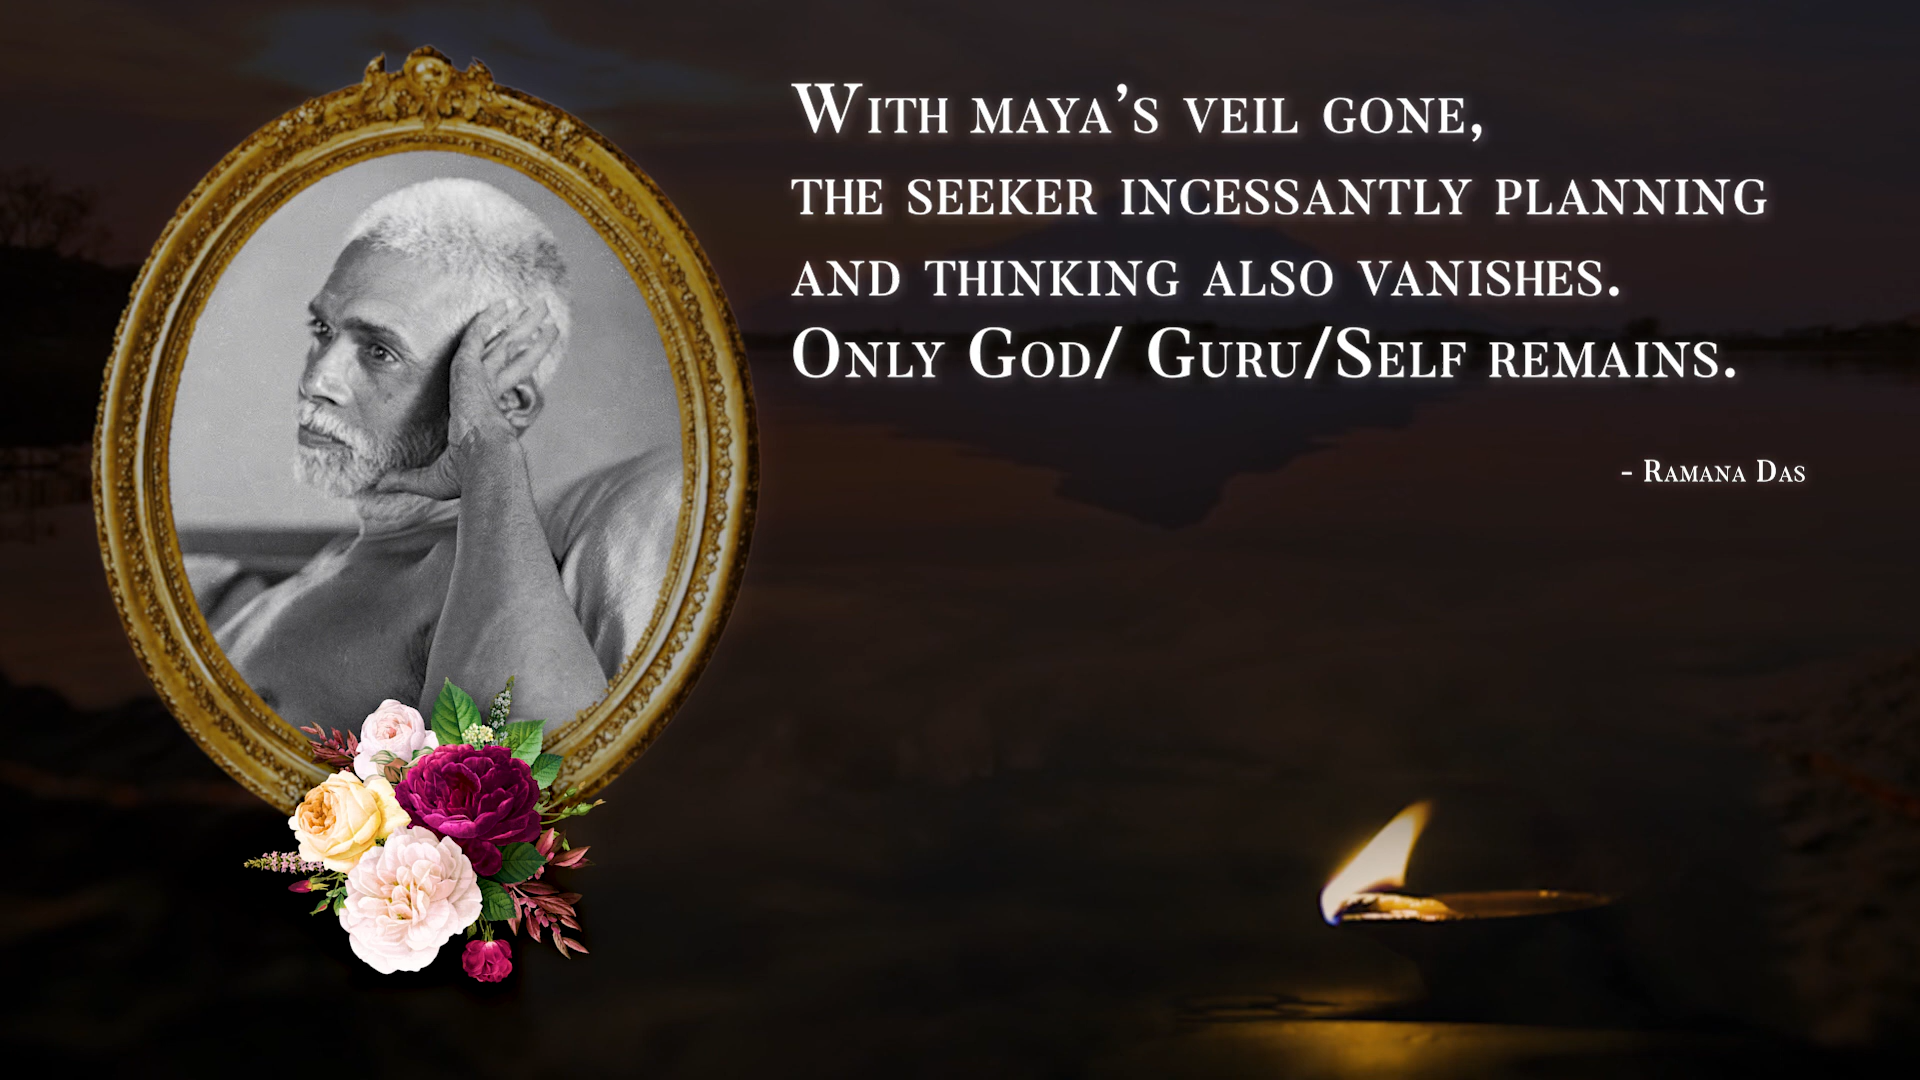 With maya’s veil gone,
the seeker incessantly planning
and thinking also vanishes.
Only God/ Guru/Self remains.
- Ramana Das